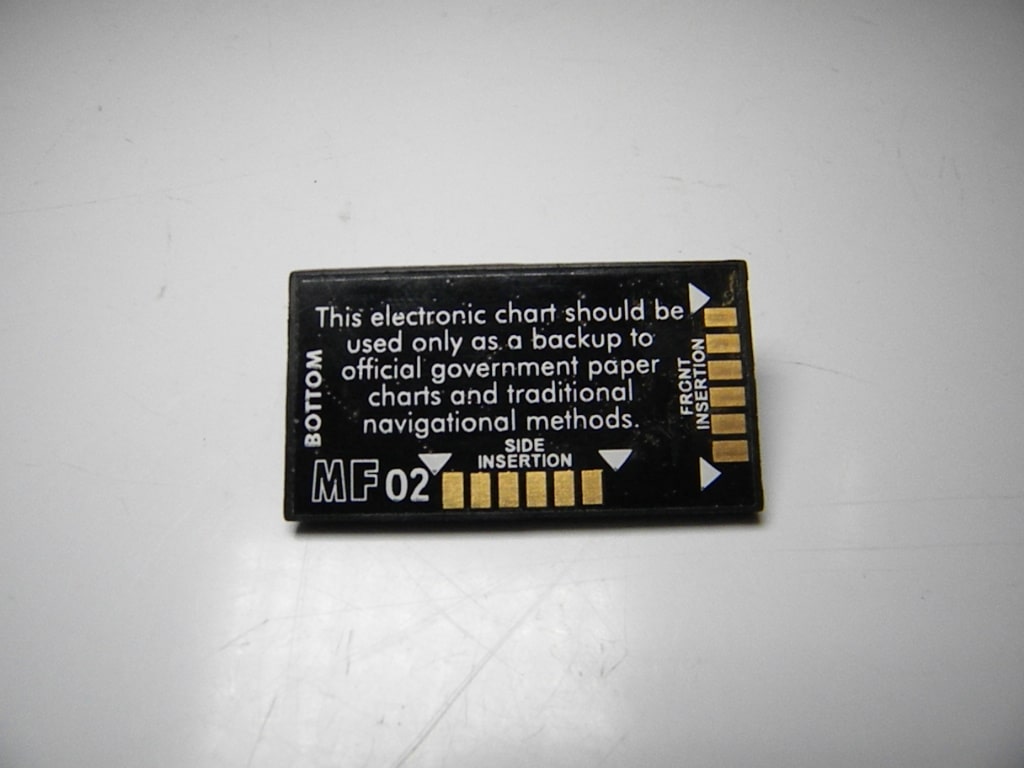 This electronic chart should be
used only as a backup to
official government paper
charts and traditional
navigational methods.
BOTTOM
MF 02
SIDE
INSERTION
FRONT
INSERTION